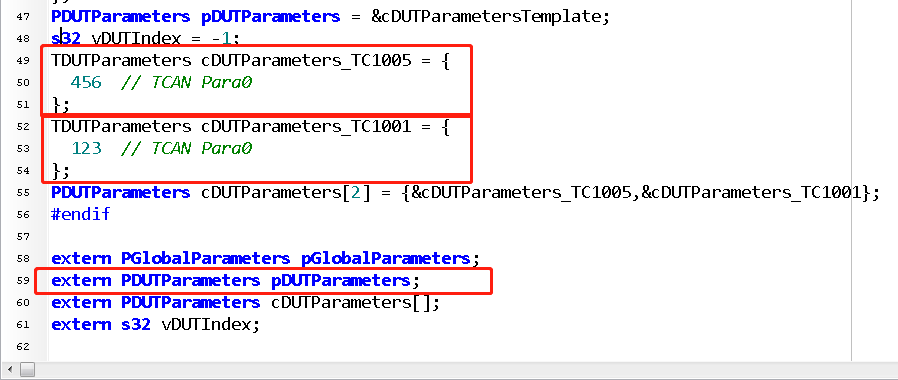 47 PDUTParameters pDUTParameters = &cDUTParametersTemplate;
48 s32 vDUTIndex = -1;
49 TDUTParameters cDUTParameters_TC1005 = {
50 456 // TCAN Para0
51 };
52 TDUTParameters cDUTParameters_TC1001 = {
53 123 // TCAN Para0
54 };
55 PDUTParameters cDUTParameters[2] = {&cDUTParameters_TC1005,&cDUTParameters_TC1001};
56 #endif
57
58 extern PGlobalParameters pGlobalParameters;
59 extern PDUTParameters pDUTParameters;
60 extern PDUTParameters cDUTParameters[];
61 extern s32 vDUTIndex;
62